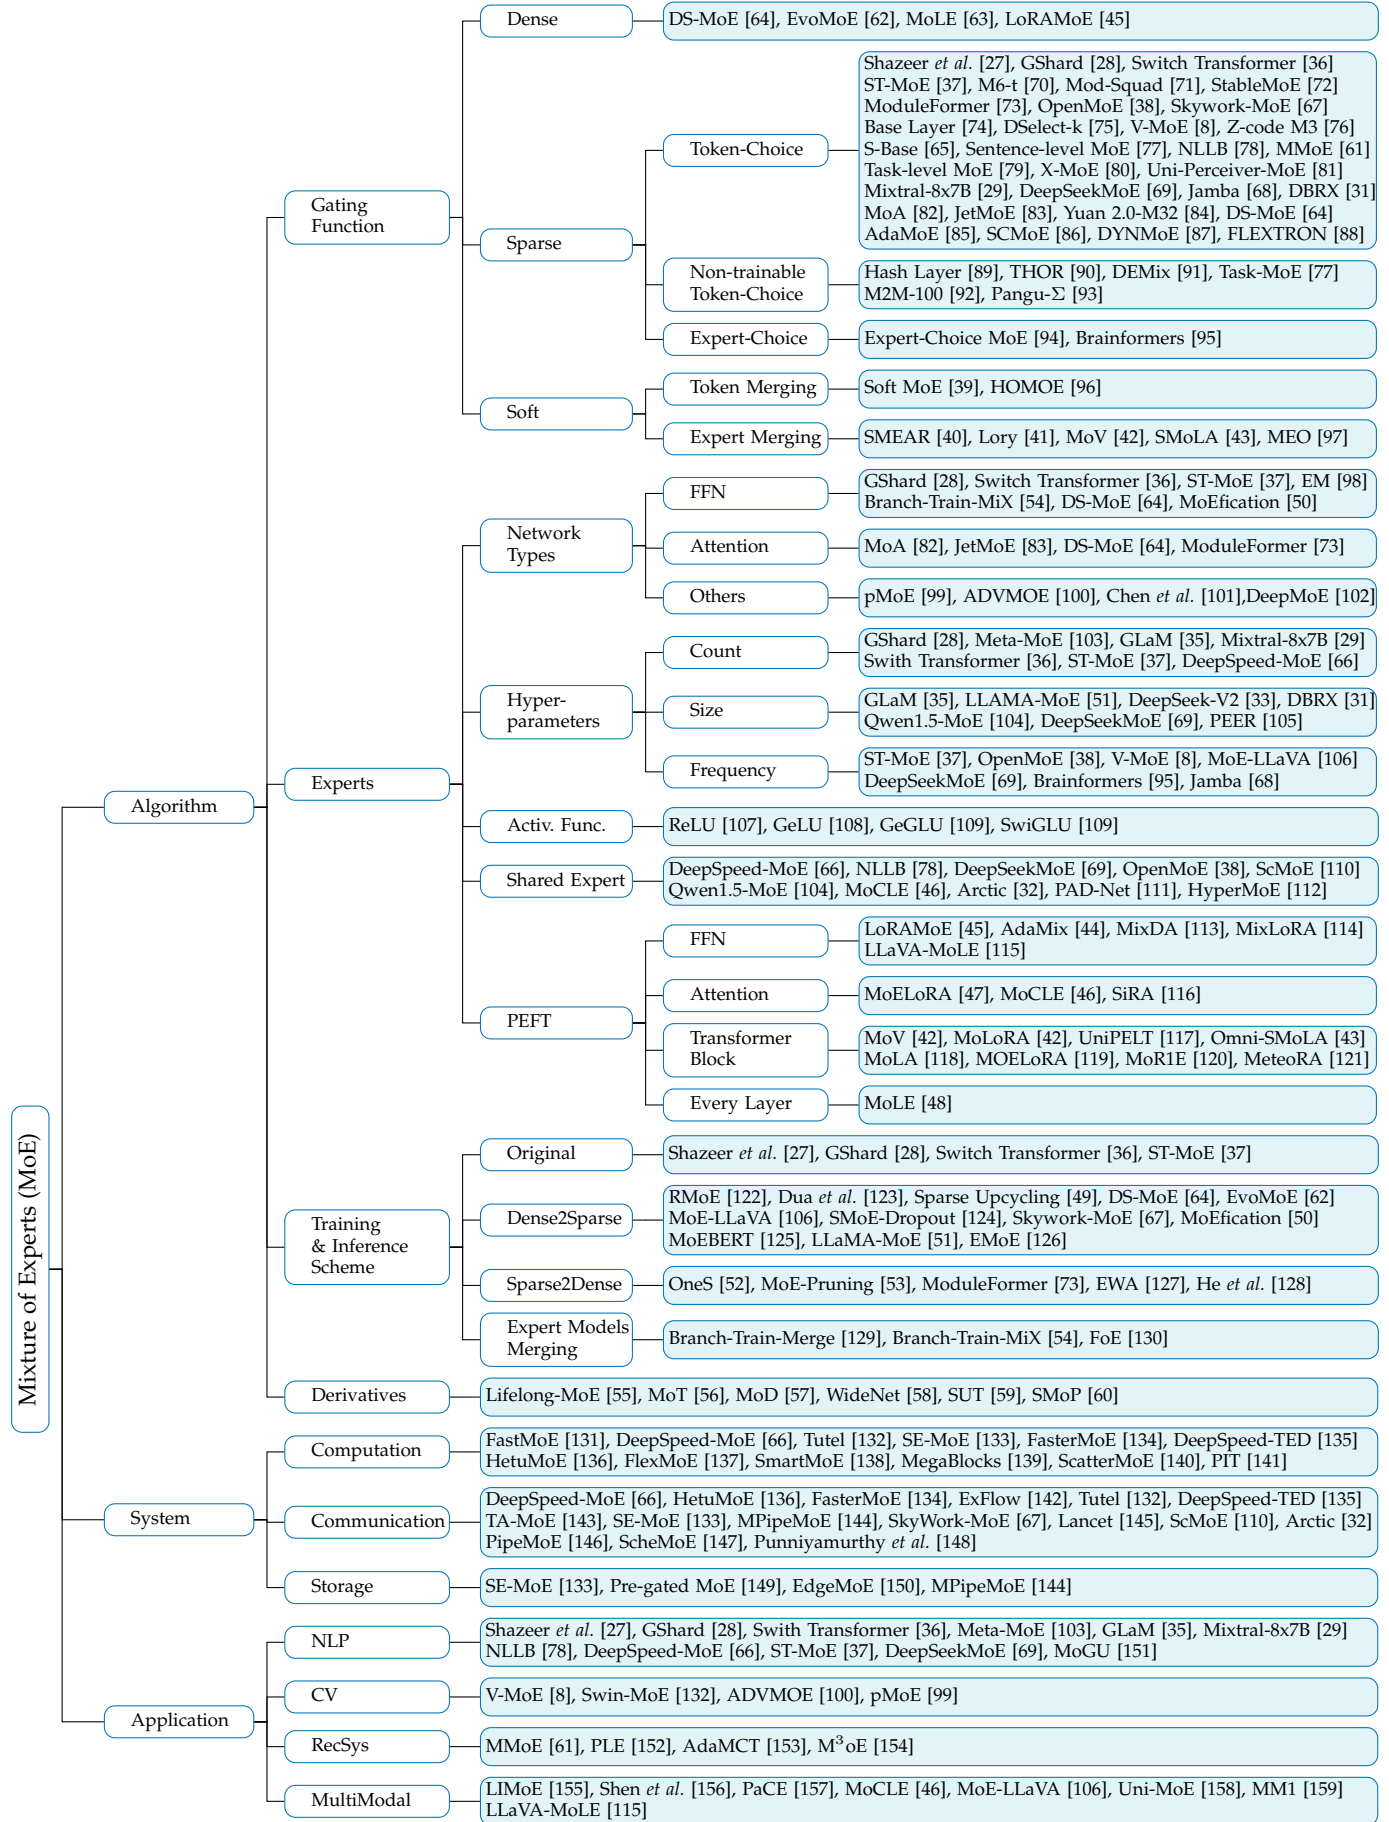 Mixture of Experts (MoE)
Algorithm
Gating
Function
Dense
DS-MoE [64], EvoMoE [62], MoLE [63], LoRAMoE [45]
Sparse
Token-Choice
Shazeer et al. [27], GShard [28], Switch Transformer [36]
ST-MoE [37], M6-t [70], Mod-Squad [71], StableMoE [72]
ModuleFormer [73], OpenMoE [38], Skywork-MoE [67]
Base Layer [74], DSelect-k [75], V-MoE [8], Z-code M3 [76]
S-Base [65], Sentence-level MoE [77], NLLB [78], MMoE [61]
Task-level MoE [79], X-MoE [80], Uni-Perceiver-MoE [81]
Mixtral-8x7B [29], DeepSeekMoE [69], Jamba [68], DBRX [31]
MoA [82], JetMoE [83], Yuan 2.0-M32 [84], DS-MoE [64]
AdaMoE [85], SCMoE [86], DYNMoE [87], FLEXTRON [88]
Non-trainable
Token-Choice
Hash Layer [89], THOR [90], DEMix [91], Task-MoE [77]
M2M-100 [92], Pangu-Σ [93]
Expert-Choice
Expert-Choice MoE [94], Brainformers [95]
Soft
Token Merging
Soft MoE [39], HOMOE [96]
Expert Merging
SMEAR [40], Lory [41], MoV [42], SMoLA [43], MEO [97]
Experts
Network
Types
FFN
GShard [28], Switch Transformer [36], ST-MoE [37], EM [98]
Branch-Train-MiX [54], DS-MoE [64], MoEfication [50]
Attention
MoA [82], JetMoE [83], DS-MoE [64], ModuleFormer [73]
Others
pMoE [99], ADVMOE [100], Chen et al. [101],DeepMoE [102]
Hyper-
parameters
Count
GShard [28], Meta-MoE [103], GLaM [35], Mixtral-8x7B [29]
Swith Transformer [36], ST-MoE [37], DeepSpeed-MoE [66]
Size
GLaM [35], LLAMA-MoE [51], DeepSeek-V2 [33], DBRX [31]
Qwen1.5-MoE [104], DeepSeekMoE [69], PEER [105]
Frequency
ST-MoE [37], OpenMoE [38], V-MoE [8], MoE-LLaVA [106]
DeepSeekMoE [69], Brainformers [95], Jamba [68]
Activ. Func.
ReLU [107], GeLU [108], GeGLU [109], SwiGLU [109]
Shared Expert
DeepSpeed-MoE [66], NLLB [78], DeepSeekMoE [69], OpenMoE [38], ScMoE [110]
Qwen1.5-MoE [104], MoCLE [46], Arctic [32], PAD-Net [111], HyperMoE [112]
PEFT
FFN
LoRAMoE [45], AdaMix [44], MixDA [113], MixLoRA [114]
LLaVA-MoLE [115]
Attention
MoELoRA [47], MoCLE [46], SiRA [116]
Transformer
Block
MoV [42], MoLoRA [42], UniPELT [117], Omni-SMoLA [43]
MoLA [118], MOELoRA [119], MoR1E [120], MeteoRA [121]
Every Layer
MoLE [48]
Training
& Inference
Scheme
Original
Shazeer et al. [27], GShard [28], Switch Transformer [36], ST-MoE [37]
Dense2Sparse
RMoE [122], Dua et al. [123], Sparse Upcycling [49], DS-MoE [64], EvoMoE [62]
MoE-LLaVA [106], SMoE-Dropout [124], Skywork-MoE [67], MoEfication [50]
MoEBERT [125], LLaMA-MoE [51], EMoE [126]
Sparse2Dense
OneS [52], MoE-Pruning [53], ModuleFormer [73], EWA [127], He et al. [128]
Expert Models
Merging
Branch-Train-Merge [129], Branch-Train-MiX [54], FoE [130]
Derivatives
Lifelong-MoE [55], MoT [56], MoD [57], WideNet [58], SUT [59], SMoP [60]
System
Computation
FastMoE [131], DeepSpeed-MoE [66], Tutel [132], SE-MoE [133], FasterMoE [134], DeepSpeed-TED [135]
HetuMoE [136], FlexMoE [137], SmartMoE [138], MegaBlocks [139], ScatterMoE [140], PIT [141]
Communication
DeepSpeed-MoE [66], HetuMoE [136], FasterMoE [134], ExFlow [142], Tutel [132], DeepSpeed-TED [135]
TA-MoE [143], SE-MoE [133], MPipeMoE [144], SkyWork-MoE [67], Lancet [145], ScMoE [110], Arctic [32]
PipeMoE [146], ScheMoE [147], Punniyamurthy et al. [148]
Storage
SE-MoE [133], Pre-gated MoE [149], EdgeMoE [150], MPipeMoE [144]
Application
NLP
Shazeer et al. [27], GShard [28], Swith Transformer [36], Meta-MoE [103], GLaM [35], Mixtral-8x7B [29]
NLLB [78], DeepSpeed-MoE [66], ST-MoE [37], DeepSeekMoE [69], MoGU [151]
CV
V-MoE [8], Swin-MoE [132], ADVMOE [100], pMoE [99]
RecSys
MMoE [61], PLE [152], AdaMCT [153], M³oE [154]
MultiModal
LIMoE [155], Shen et al. [156], PaCE [157], MoCLE [46], MoE-LLaVA [106], Uni-MoE [158], MM1 [159]
LLaVA-MoLE [115]